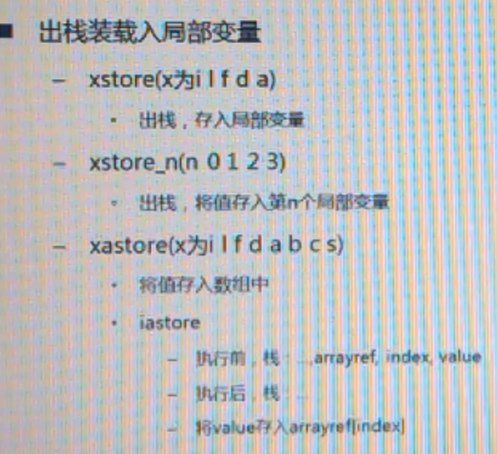 ■ 出栈装载入局部变量
– xstore(x为i l f d a)
• 出栈，存入局部变量
– xstore_n(n 0 1 2 3)
• 出栈，将值存入第n个局部变量
– xastore(x为i l f d a b c s)
• 将值存入数组中
• iastore
– 执行前，栈：...,arrayref, index, value
– 执行后，栈：...
– 将value存入arrayref[index]